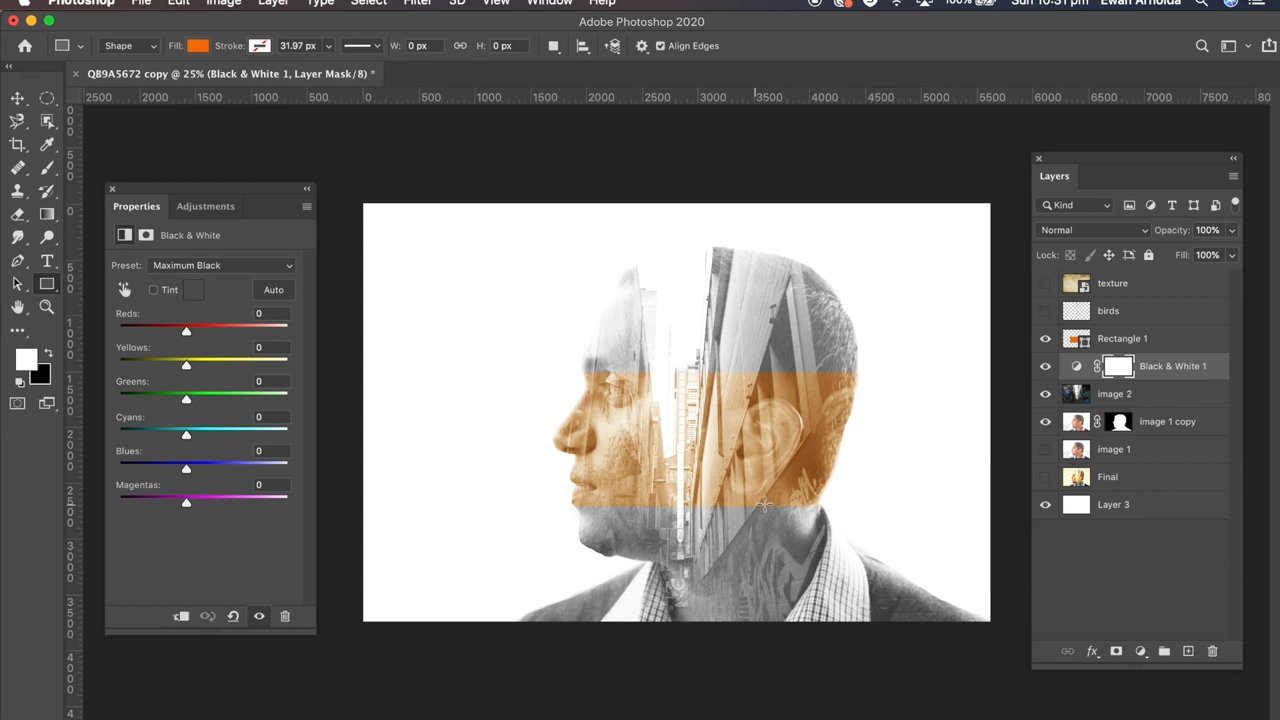 Photoshop File Edit Image Layer Type Select Filter 3D View Window Help 100% Sun 10:31 pm Ewan Arnolda
Adobe Photoshop 2020
Shape Fill: Stroke: 31.97 px W: 0 px H: 0 px Align Edges
× QB9A5672 copy @ 25% (Black & White 1, Layer Mask/8) *
2500 2000 1500 1000 500 0 500 1000 1500 2000 2500 3000 3500 4000 4500 5000 5500 6000 6500 7000 7500 80
Properties Adjustments
Black & White
Preset: Maximum Black
Tint Auto
Reds: 0
Yellows: 0
Greens: 0
Cyans: 0
Blues: 0
Magentas: 0
Layers
Kind
Normal Opacity: 100%
Lock: Fill: 100%
texture
birds
Rectangle 1
Black & White 1
image 2
image 1 copy
image 1
Final
Layer 3
fx